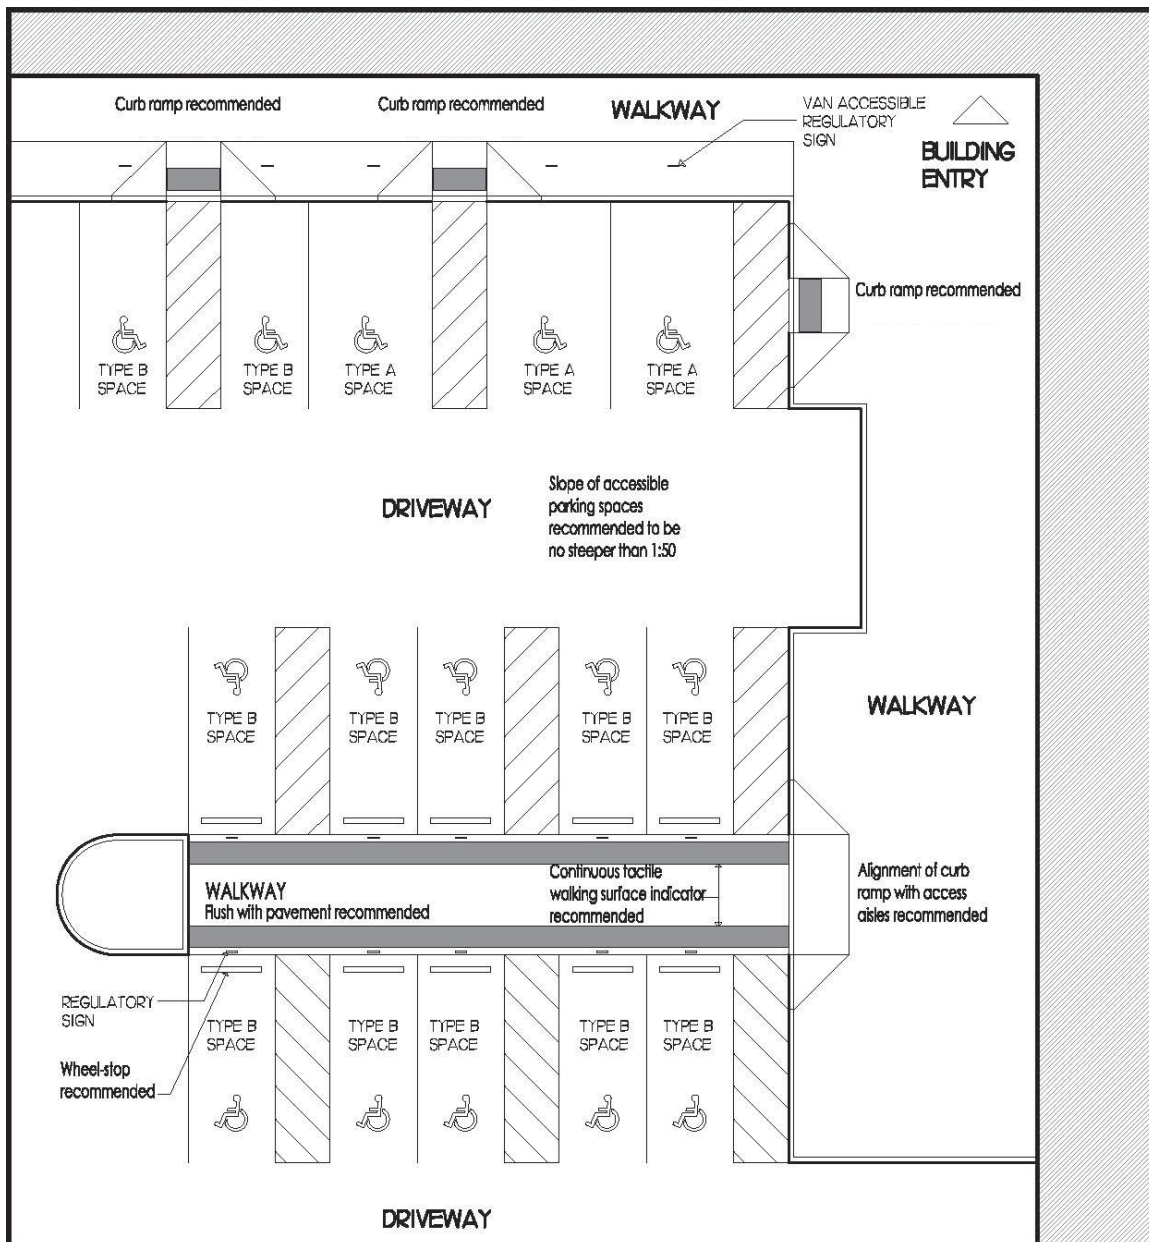 Curb ramp recommended
Curb ramp recommended
WALKWAY
VAN ACCESSIBLE
REGULATORY
SIGN
BUILDING
ENTRY
Curb ramp recommended
TYPE B
SPACE
TYPE B
SPACE
TYPE A
SPACE
TYPE A
SPACE
TYPE A
SPACE
DRIVEWAY
Slope of accessible
parking spaces
recommended to be
no steeper than 1:50
TYPE B
SPACE
TYPE B
SPACE
TYPE B
SPACE
TYPE B
SPACE
TYPE B
SPACE
WALKWAY
WALKWAY
Flush with pavement recommended
Continuous tactile
walking surface indicator
recommended
Alignment of curb
ramp with access
aisles recommended
REGULATORY
SIGN
Wheel-stop
recommended
TYPE B
SPACE
TYPE B
SPACE
TYPE B
SPACE
TYPE B
SPACE
TYPE B
SPACE
DRIVEWAY